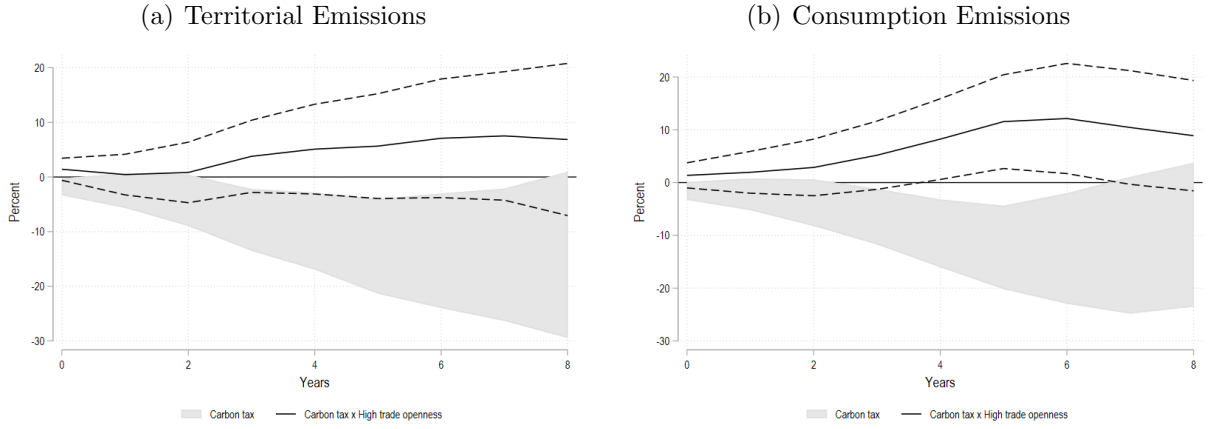 (a) Territorial Emissions
20
10
0
-10
-20
-30
Percent
0 2 4 6 8
Years
Carbon tax Carbon tax x High trade openness
(b) Consumption Emissions
20
10
0
-10
-20
-30
Percent
0 2 4 6 8
Years
Carbon tax Carbon tax x High trade openness